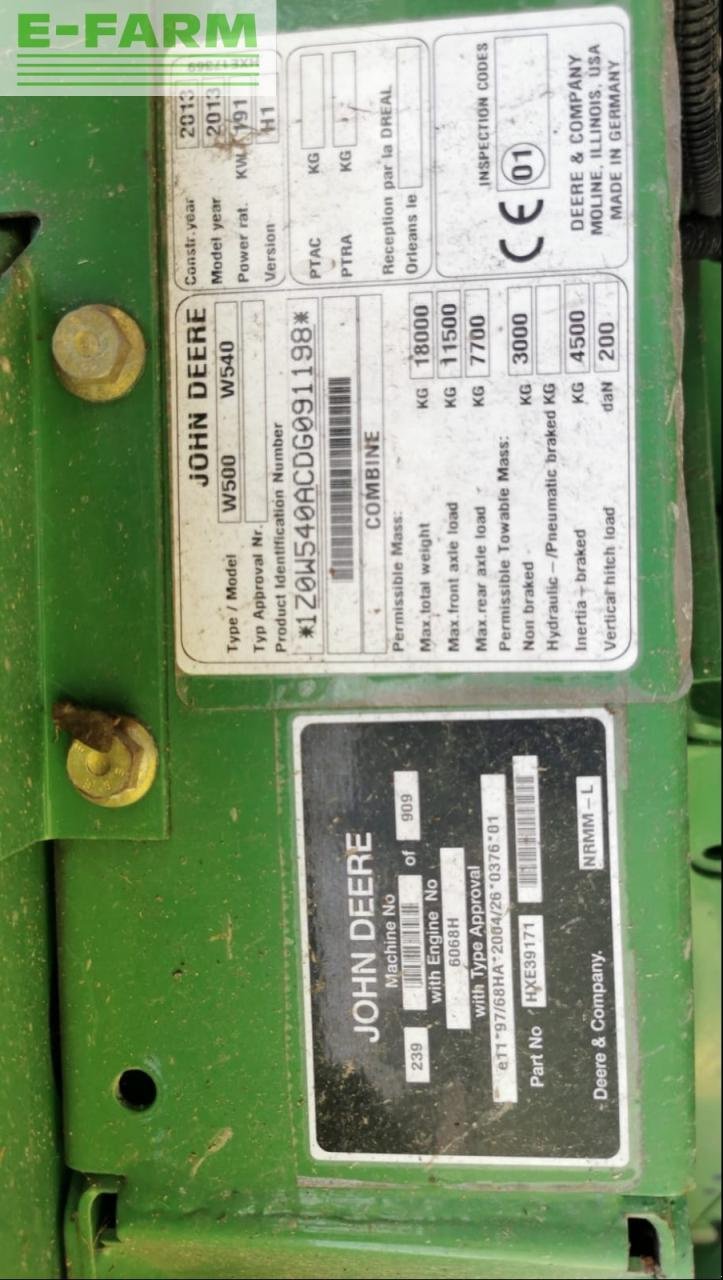 E-FARM
JOHN DEERE
Type / Model W500 W540
Typ Approval Nr.
Product Identification Number
*1Z0W540ACDG091198*
COMBINE
Permissible Mass:
Max. total weight KG 18000
Max. front axle load KG 11500
Max. rear axle load KG 7700
Permissible Towable Mass:
Non braked KG 3000
Hydraulic-/Pneumatic braked KG
Inertia-braked KG 4500
Vertical hitch load daN 200
HXE17369
Constr. year 2013
Model year 2013
Power rat. KW 191
Version H1
PTAC KG
PTRA KG
Reception par la DREAL
Orleans le
INSPECTION CODES
CE 01
DEERE & COMPANY
MOLINE, ILLINOIS, USA
MADE IN GERMANY
JOHN DEERE
Machine No
239 of 909
with Engine No
6068H
with Type Approval
e11*97/68HA*2004/26*0376*01
Part No HXE39171
NRMM-L
Deere & Company.